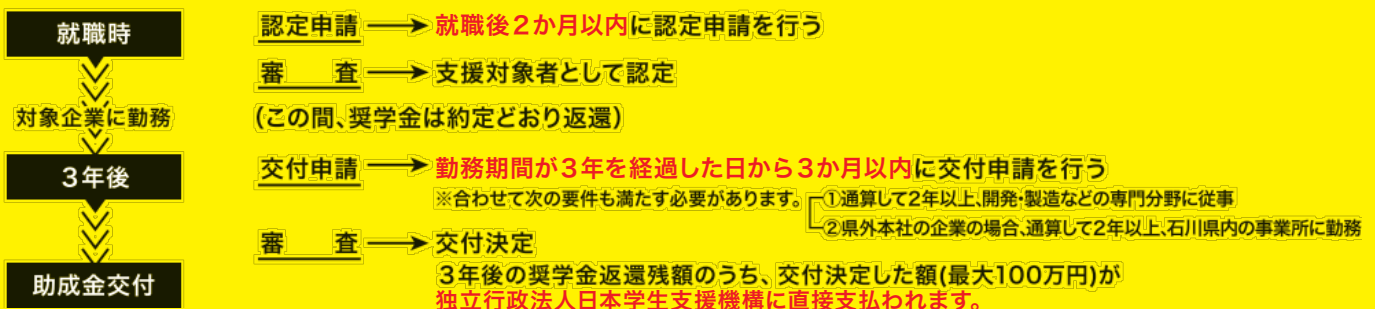 就職時
認定申請 → 就職後2か月以内に認定申請を行う
審　査 → 支援対象者として認定
対象企業に勤務
(この間、奨学金は約定どおり返還)
3年後
交付申請 → 勤務期間が3年を経過した日から3か月以内に交付申請を行う
※合わせて次の要件も満たす必要があります。
①通算して2年以上、開発・製造などの専門分野に従事
②県外本社の企業の場合、通算して2年以上、石川県内の事業所に勤務
審　査 → 交付決定
助成金交付
3年後の奨学金返還残額のうち、交付決定した額(最大100万円)が
独立行政法人日本学生支援機構に直接支払われます。